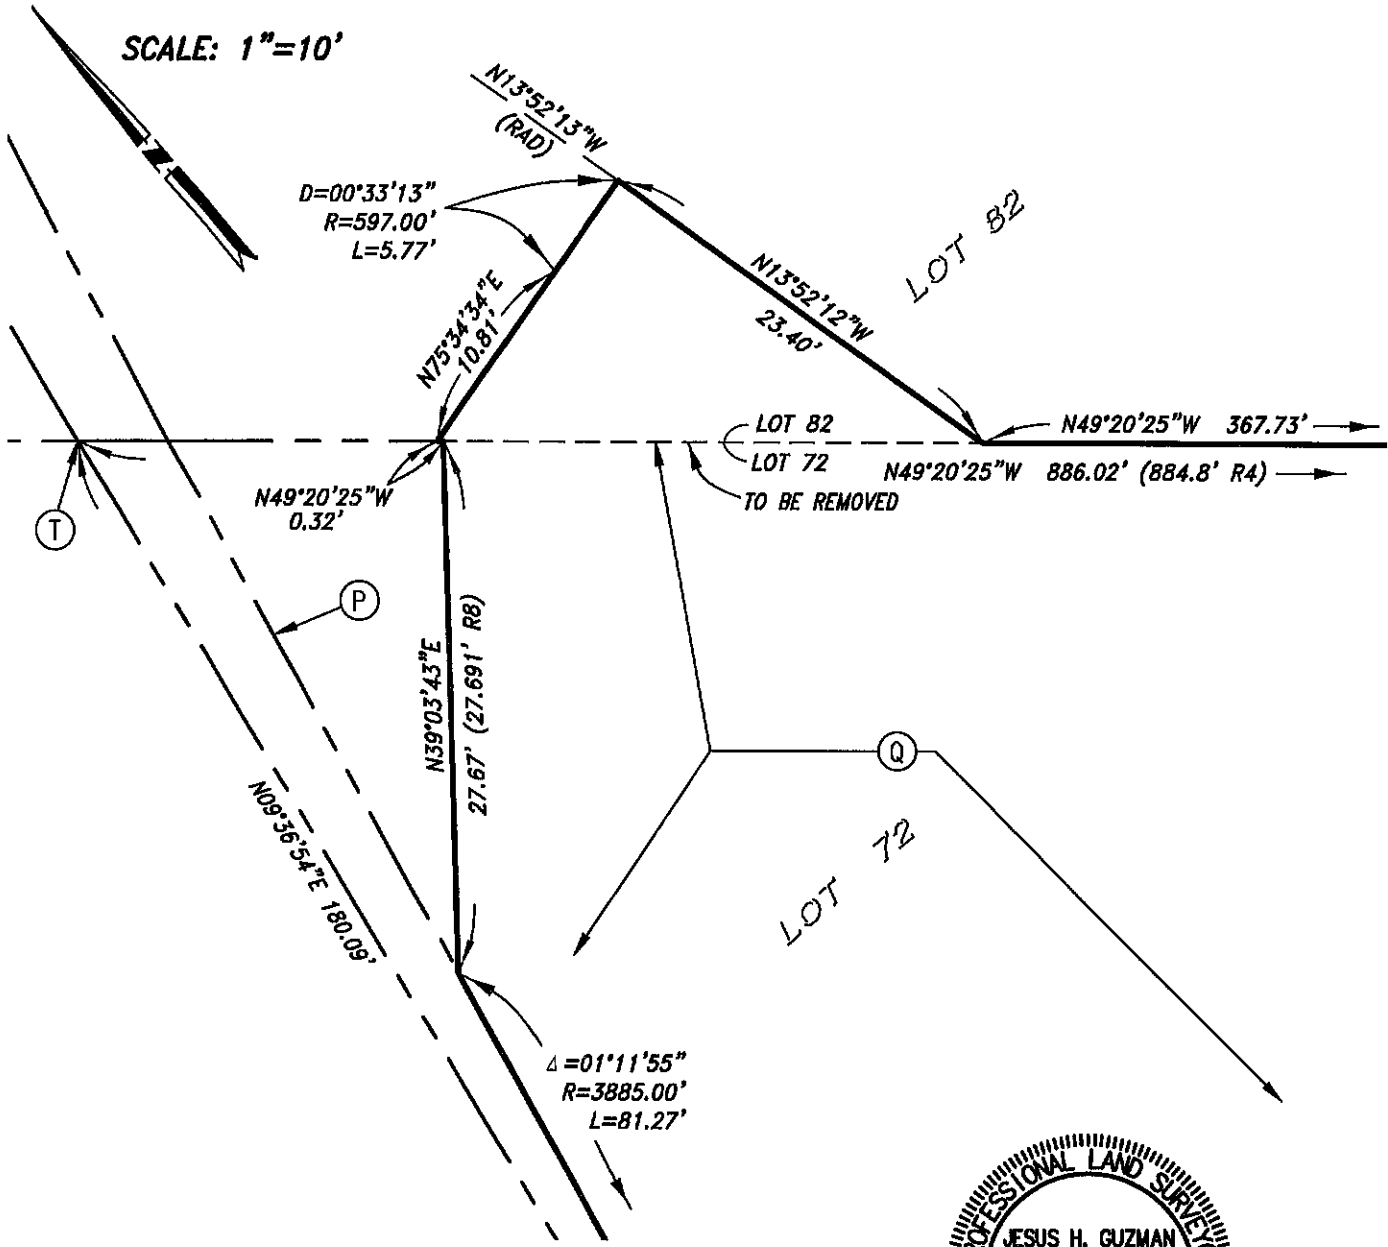 SCALE: 1"=10'
N
N13°52'13"W
(RAD)
D=00°33'13"
R=597.00'
L=5.77'
LOT 82
N75°34'34"E
10.81'
N13°52'12"W
23.40'
LOT 82
LOT 72
N49°20'25"W 367.73'
N49°20'25"W 886.02' (884.8' R4)
TO BE REMOVED
N49°20'25"W
0.32'
T
P
N39°03'43"E
27.67' (27.691' R8)
Q
N09°36'54"E 180.09'
LOT 72
Δ=01°11'55"
R=3885.00'
L=81.27'
OFESSIONAL LAND SURVEYO
JESUS H. GUZMAN